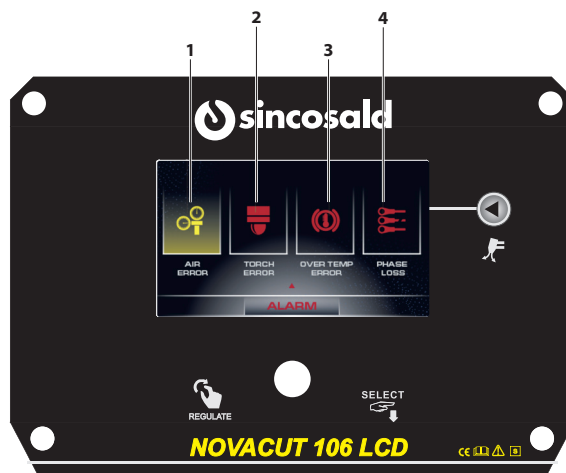 1 2 3 4
sincosald
AIR ERROR
TORCH ERROR
OVER TEMP ERROR
PHASE LOSS
ALARM
REGULATE
SELECT
NOVACUT 106 LCD
CE